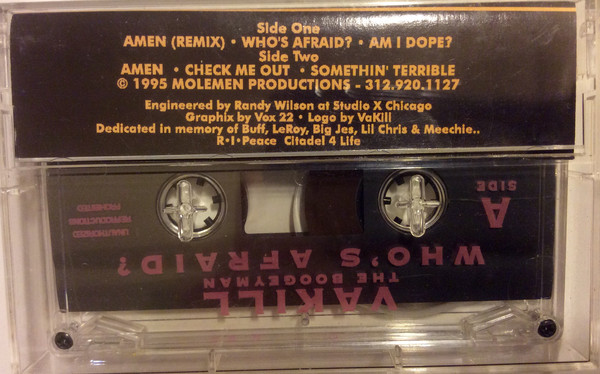 Side One
AMEN (REMIX) • WHO'S AFRAID? • AM I DOPE?
Side Two
AMEN • CHECK ME OUT • SOMETHIN' TERRIBLE
© 1995 MOLEMEN PRODUCTIONS - 312.920.1127
Engineered by Randy Wilson at Studio X Chicago
Graphix by Vox 22 • Logo by VaKill
Dedicated in memory of Buff, LeRoy, Big Jes, Lil Chris & Meechie..
R•I•Peace Citadel 4 Life
VAKILL
THE BOOGEYMAN
WHO'S AFRAID?
SIDE
A
UNAUTHORIZED
REPRODUCTIONS
PROHIBITED